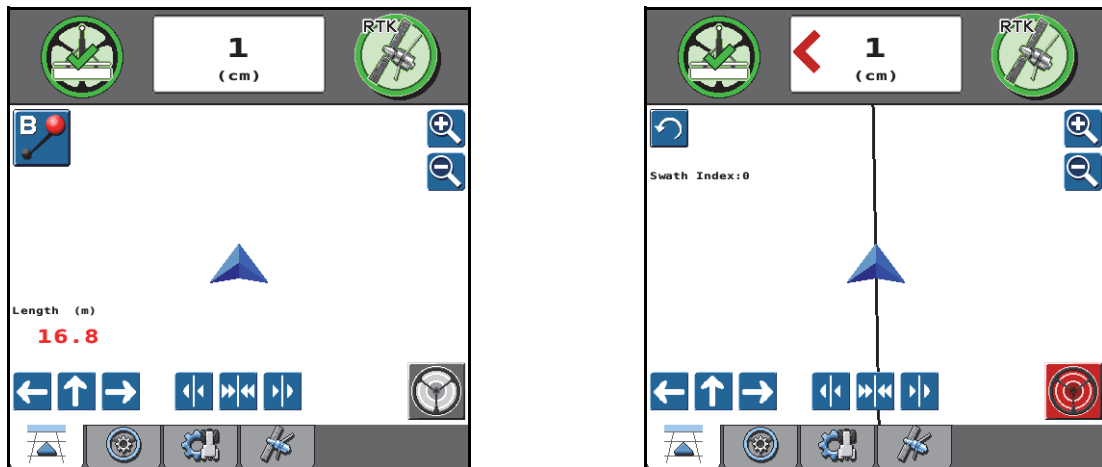 RTK
1
(cm)
B
Length (m)
16.8
RTK
1
(cm)
Swath Index:0